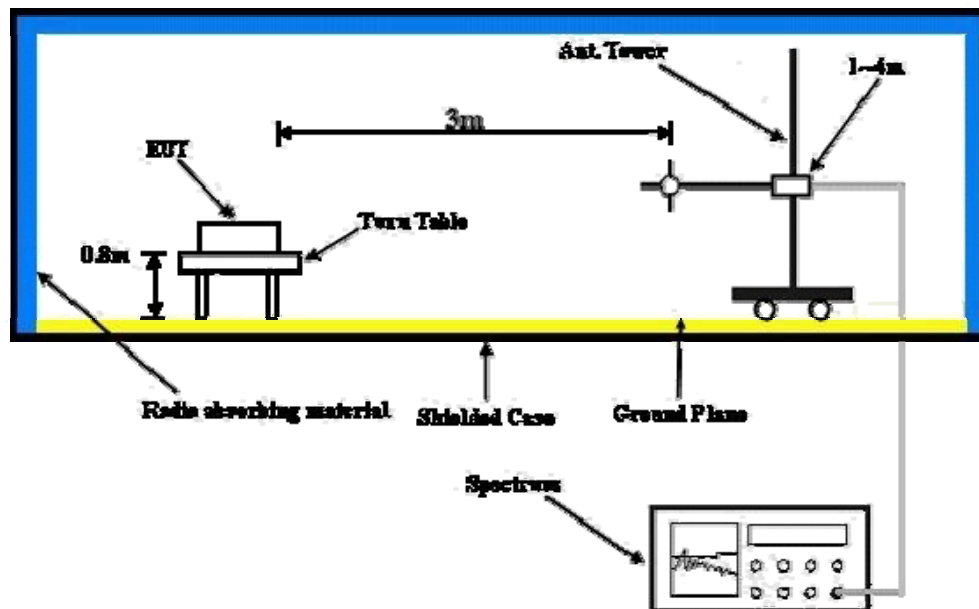 Ant. Tower
1~4m
3m
EUT
Turn Table
0.8m
Radio absorbing material
Shielded Case
Ground Plane
Spectrum